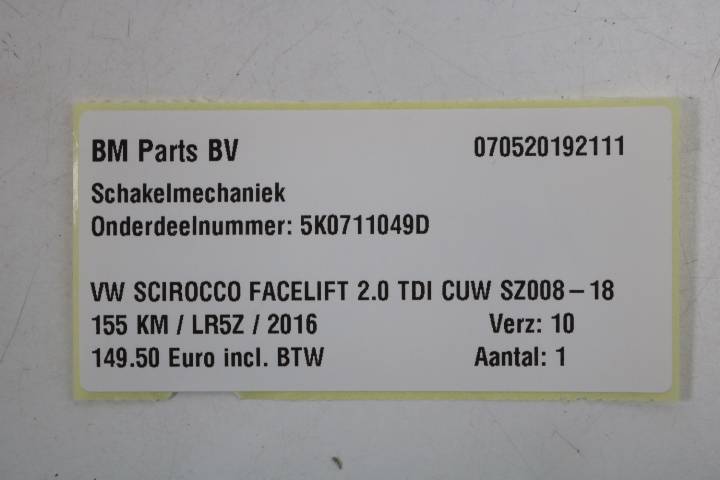 BM Parts BV 070520192111
Schakelmechaniek
Onderdeelnummer: 5K0711049D
VW SCIROCCO FACELIFT 2.0 TDI CUW SZ008-18
155 KM / LR5Z / 2016 Verz: 10
149.50 Euro incl. BTW Aantal: 1